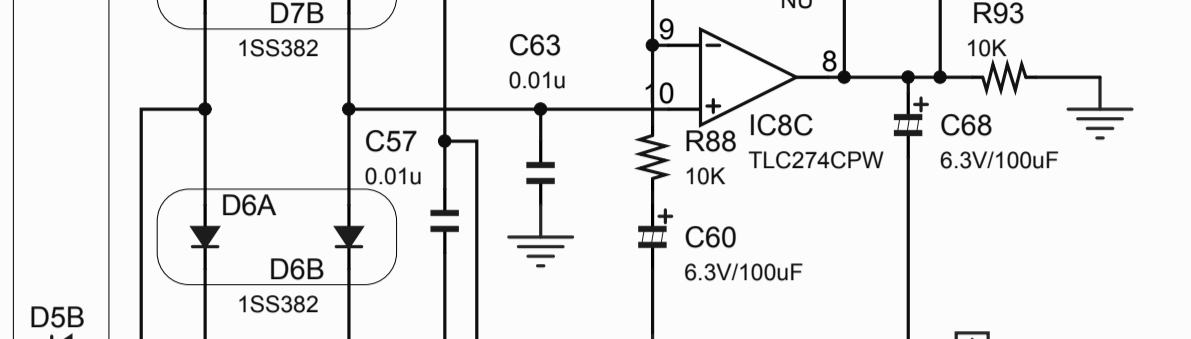 D7B
1SS382
C63
0.01u
9
−
10
+
8
NU
R93
10K
IC8C
TLC274CPW
+
C68
6.3V/100uF
C57
0.01u
R88
10K
+
C60
6.3V/100uF
D6A
D6B
1SS382
D5B